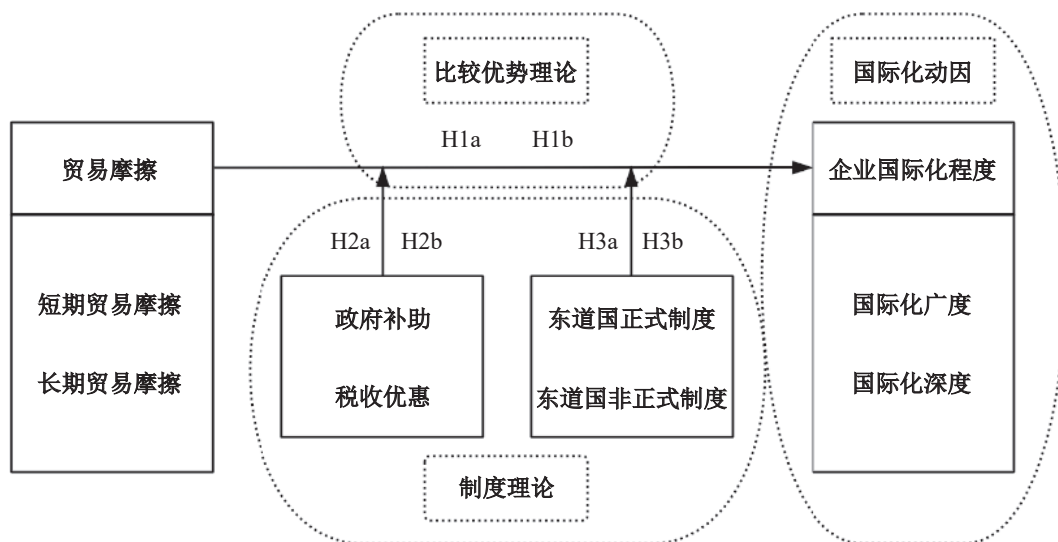 比较优势理论
国际化动因
H1a H1b
贸易摩擦
企业国际化程度
H2a H2b
H3a H3b
短期贸易摩擦
政府补助
东道国正式制度
国际化广度
长期贸易摩擦
税收优惠
东道国非正式制度
国际化深度
制度理论